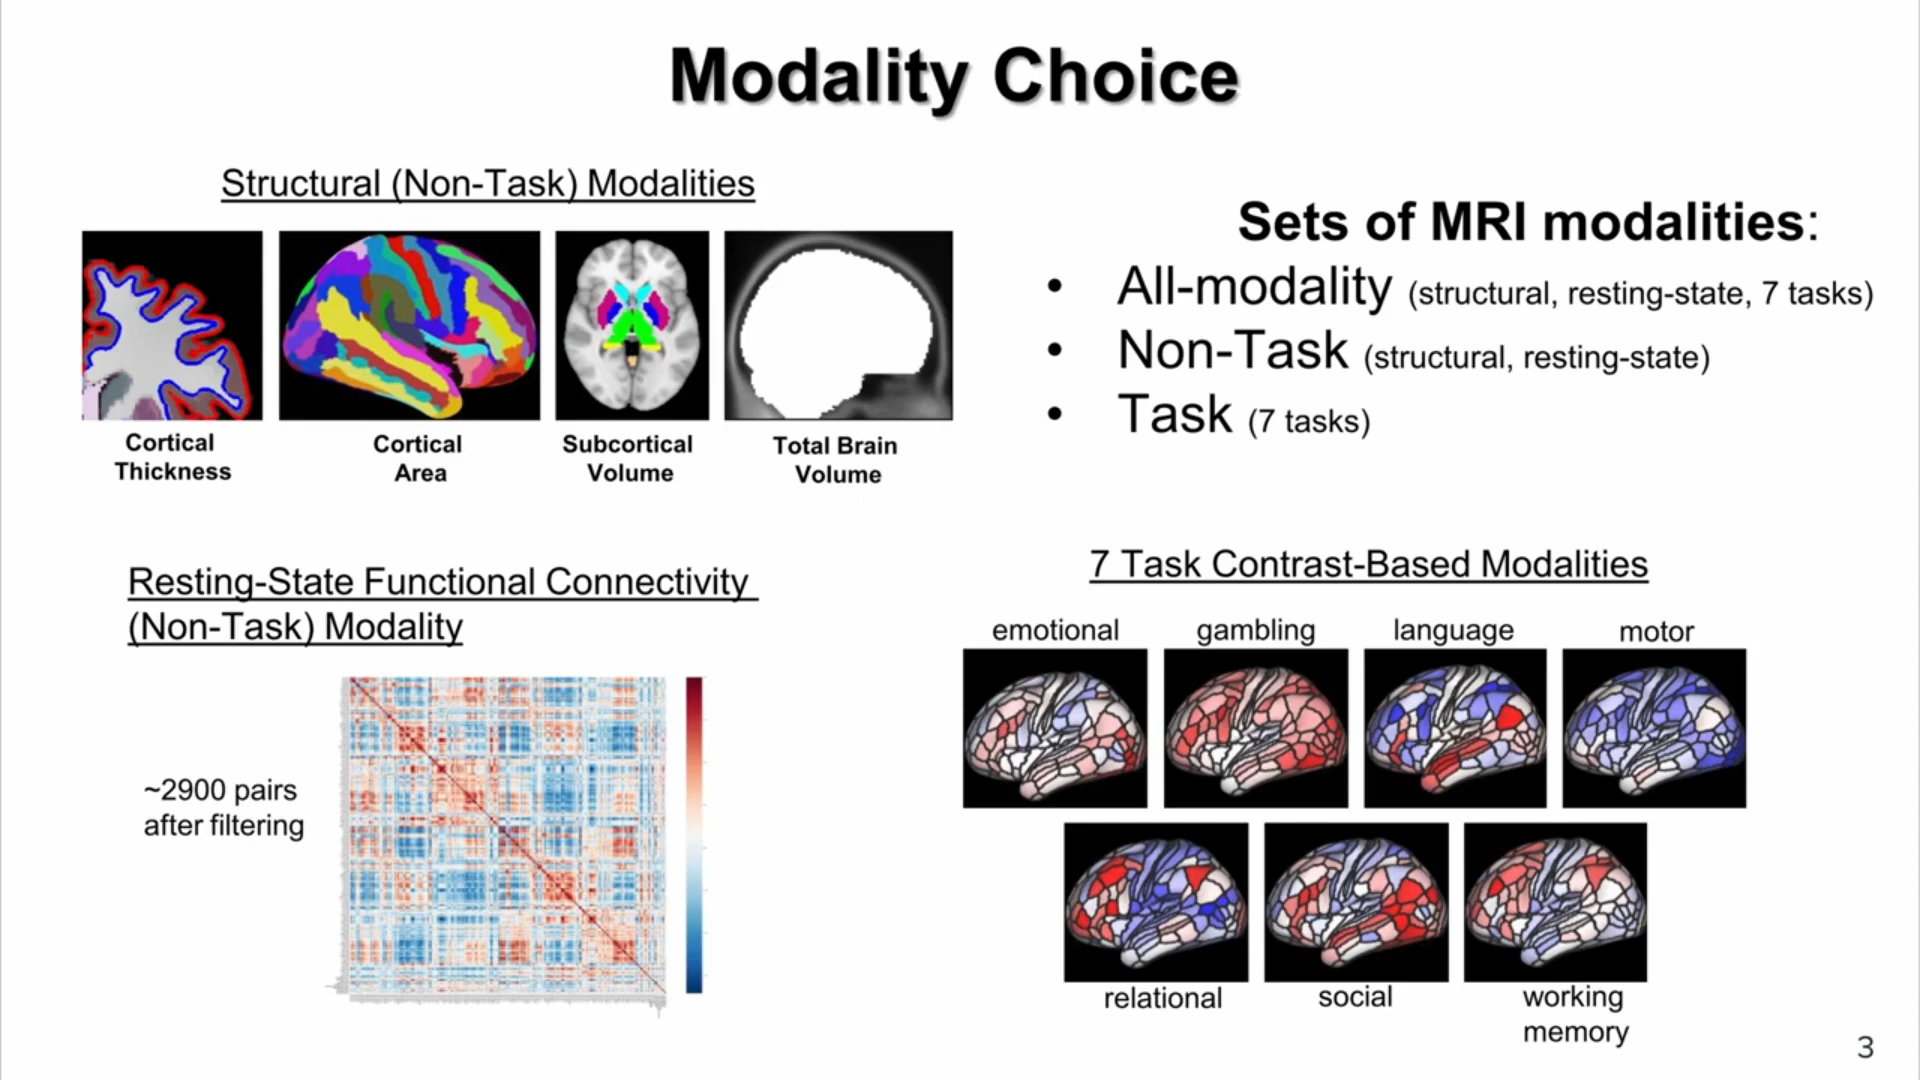 Modality Choice
Structural (Non-Task) Modalities
Cortical
Thickness
Cortical
Area
Subcortical
Volume
Total Brain
Volume
Sets of MRI modalities:
• All-modality (structural, resting-state, 7 tasks)
• Non-Task (structural, resting-state)
• Task (7 tasks)
Resting-State Functional Connectivity
(Non-Task) Modality
~2900 pairs
after filtering
7 Task Contrast-Based Modalities
emotional
gambling
language
motor
relational
social
working
memory
3